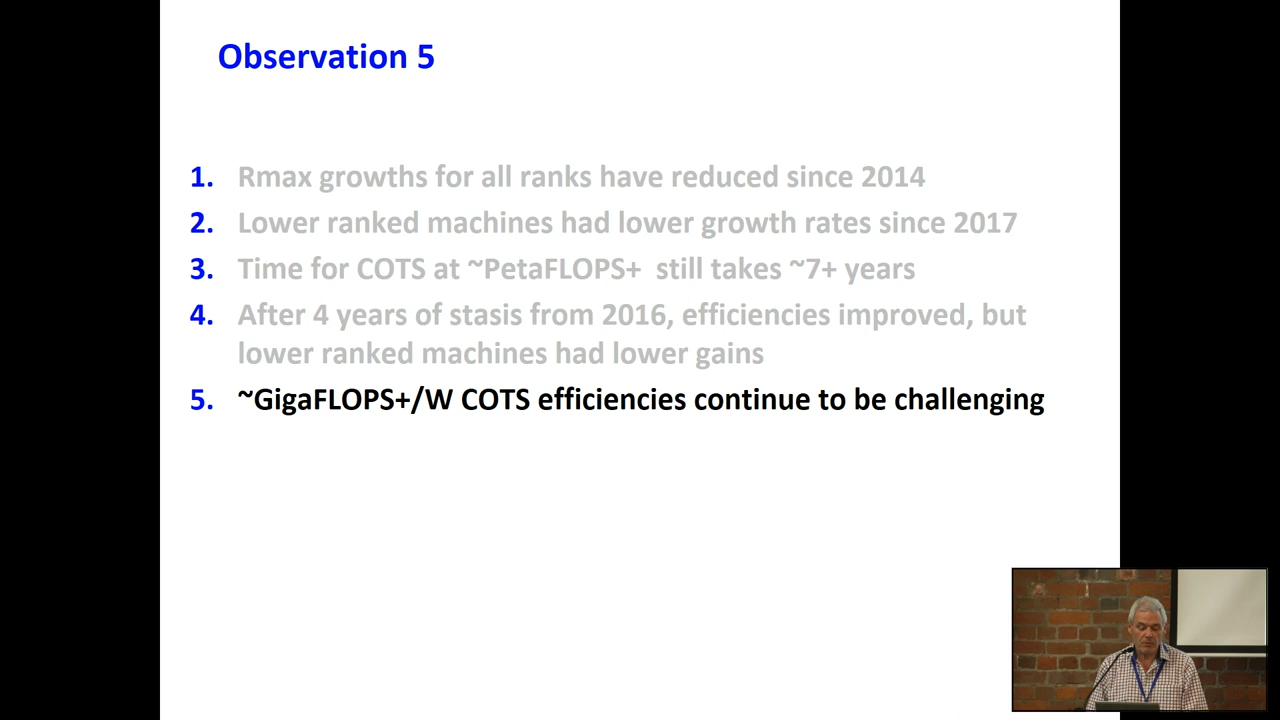 Observation 5
1. Rmax growths for all ranks have reduced since 2014
2. Lower ranked machines had lower growth rates since 2017
3. Time for COTS at ~PetaFLOPS+ still takes ~7+ years
4. After 4 years of stasis from 2016, efficiencies improved, but
lower ranked machines had lower gains
5. ~GigaFLOPS+/W COTS efficiencies continue to be challenging